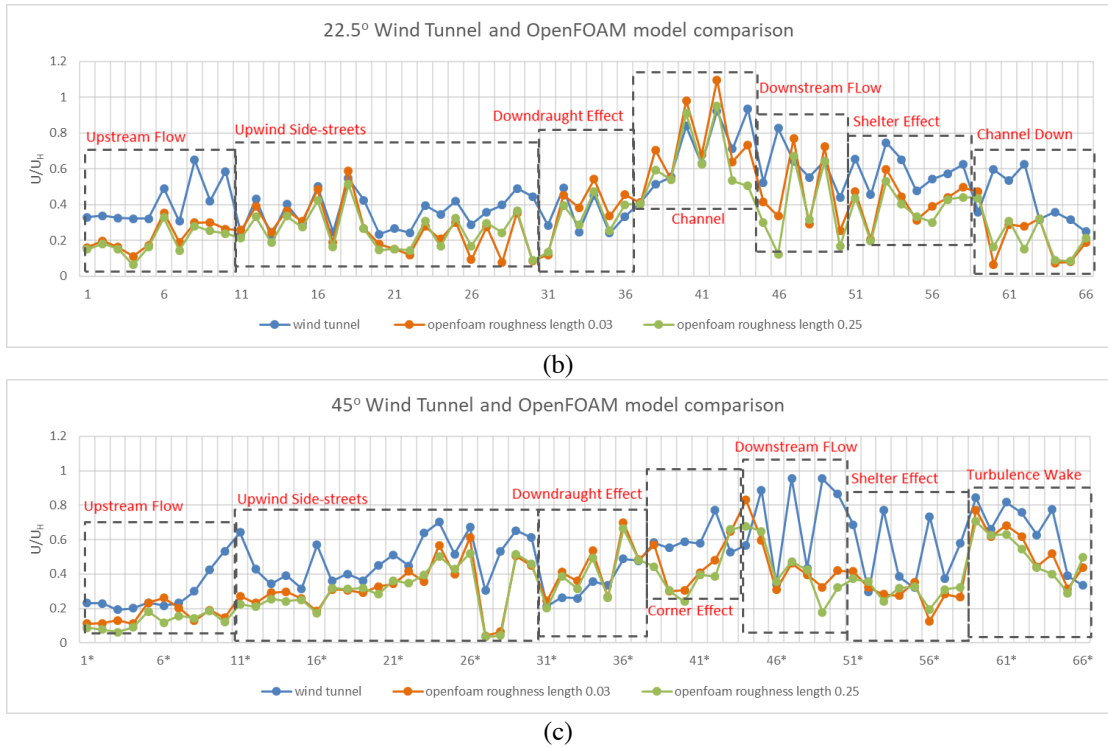 22.5º Wind Tunnel and OpenFOAM model comparison
1.2
1
0.8
0.6
0.4
0.2
0
U/UH
Upstream Flow
Upwind Side-streets
Downdraught Effect
Channel
Downstream FLow
Shelter Effect
Channel Down
1 6 11 16 21 26 31 36 41 46 51 56 61 66
wind tunnel openfoam roughness length 0.03 openfoam roughness length 0.25
(b)
45º Wind Tunnel and OpenFOAM model comparison
1.2
1
0.8
0.6
0.4
0.2
0
U/UH
Upstream Flow
Upwind Side-streets
Downdraught Effect
Corner Effect
Downstream FLow
Shelter Effect
Turbulence Wake
1* 6* 11* 16* 21* 26* 31* 36* 41* 46* 51* 56* 61* 66*
wind tunnel openfoam roughness length 0.03 openfoam roughness length 0.25
(c)